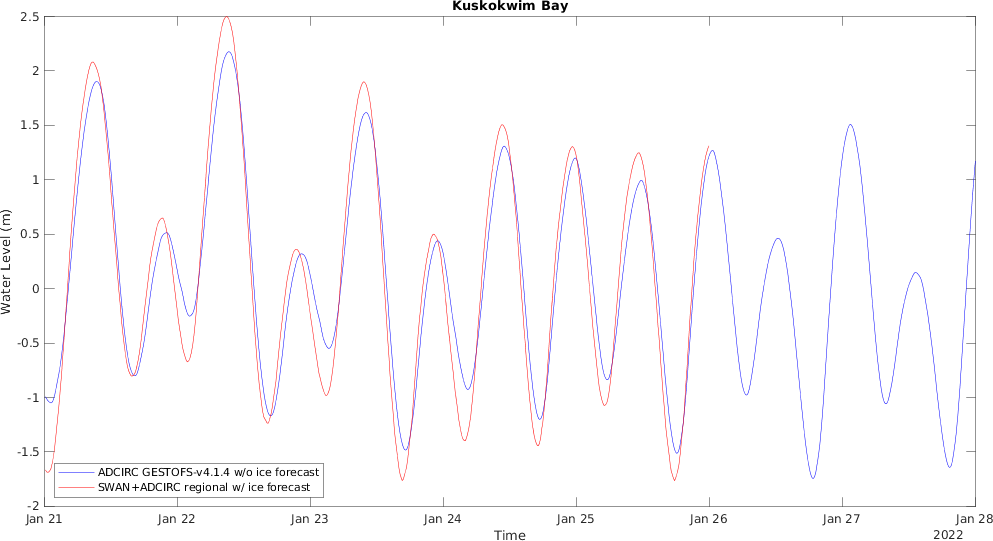 Kuskokwim Bay
2.5
2
1.5
1
0.5
0
-0.5
-1
-1.5
-2
Water Level (m)
ADCIRC GESTOFS-v4.1.4 w/o ice forecast
SWAN+ADCIRC regional w/ ice forecast
Jan 21 Jan 22 Jan 23 Jan 24 Jan 25 Jan 26 Jan 27 Jan 28
Time 2022